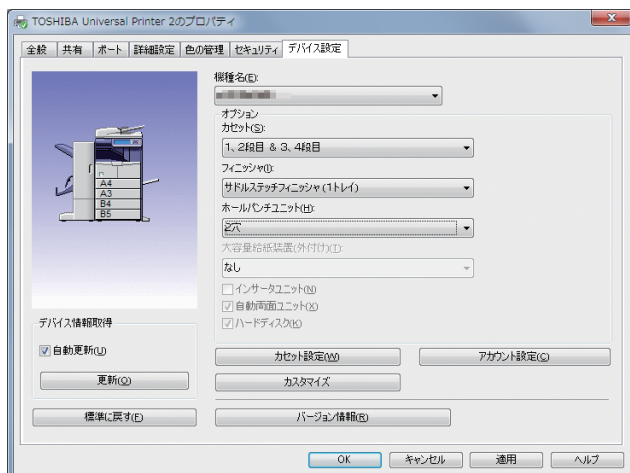 TOSHIBA Universal Printer 2のプロパティ
全般 共有 ポート 詳細設定 色の管理 セキュリティ デバイス設定
機種名(E):
オプション
カセット(S):
1、2段目 & 3、4段目
フィニッシャ(I):
サドルステッチフィニッシャ(1トレイ)
ホールパンチユニット(H):
2穴
大容量給紙装置(外付け)(T):
なし
インサータユニット(N)
自動両面ユニット(X)
ハードディスク(K)
A4
A3
B4
B5
デバイス情報取得
自動更新(U)
更新(O)
カセット設定(W) アカウント設定(C)
カスタマイズ
標準に戻す(F) バージョン情報(R)
OK キャンセル 適用 ヘルプ